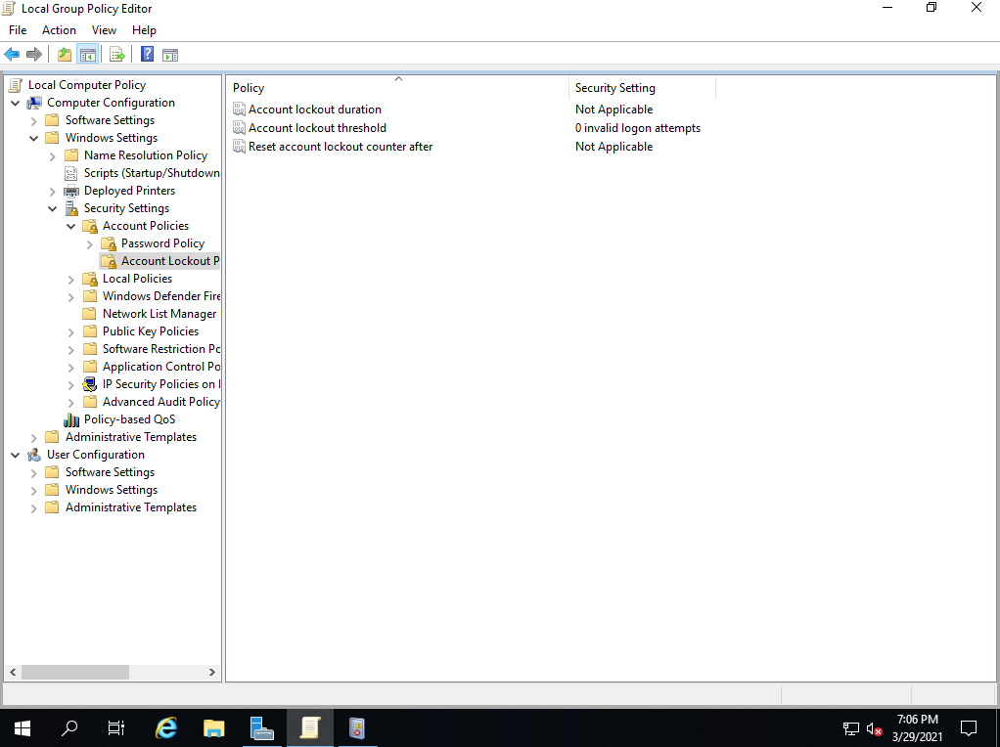 Local Group Policy Editor
File Action View Help
Local Computer Policy
Computer Configuration
Software Settings
Windows Settings
Name Resolution Policy
Scripts (Startup/Shutdown
Deployed Printers
Security Settings
Account Policies
Password Policy
Account Lockout P
Local Policies
Windows Defender Fire
Network List Manager
Public Key Policies
Software Restriction Po
Application Control Po
IP Security Policies on
Advanced Audit Policy
Policy-based QoS
Administrative Templates
User Configuration
Software Settings
Windows Settings
Administrative Templates
Policy Security Setting
Account lockout duration Not Applicable
Account lockout threshold 0 invalid logon attempts
Reset account lockout counter after Not Applicable
7:06 PM
3/29/2021